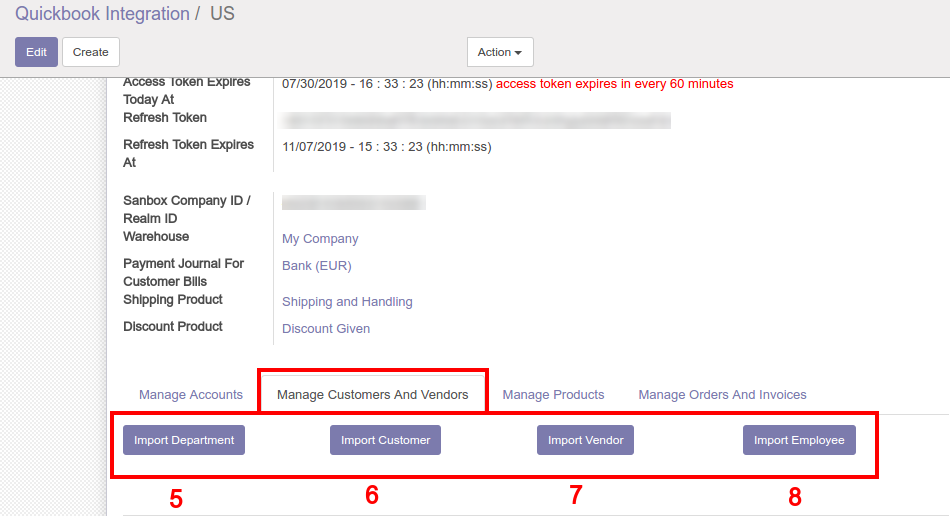 Quickbook Integration / US
Edit Create Action
Access Token Expires 07/30/2019 - 16 : 33 : 23 (hh:mm:ss) access token expires in every 60 minutes
Today At
Refresh Token
Refresh Token Expires 11/07/2019 - 15 : 33 : 23 (hh:mm:ss)
At
Sanbox Company ID /
Realm ID
Warehouse My Company
Payment Journal For Bank (EUR)
Customer Bills
Shipping Product Shipping and Handling
Discount Product Discount Given
Manage Accounts Manage Customers And Vendors Manage Products Manage Orders And Invoices
Import Department Import Customer Import Vendor Import Employee
5 6 7 8